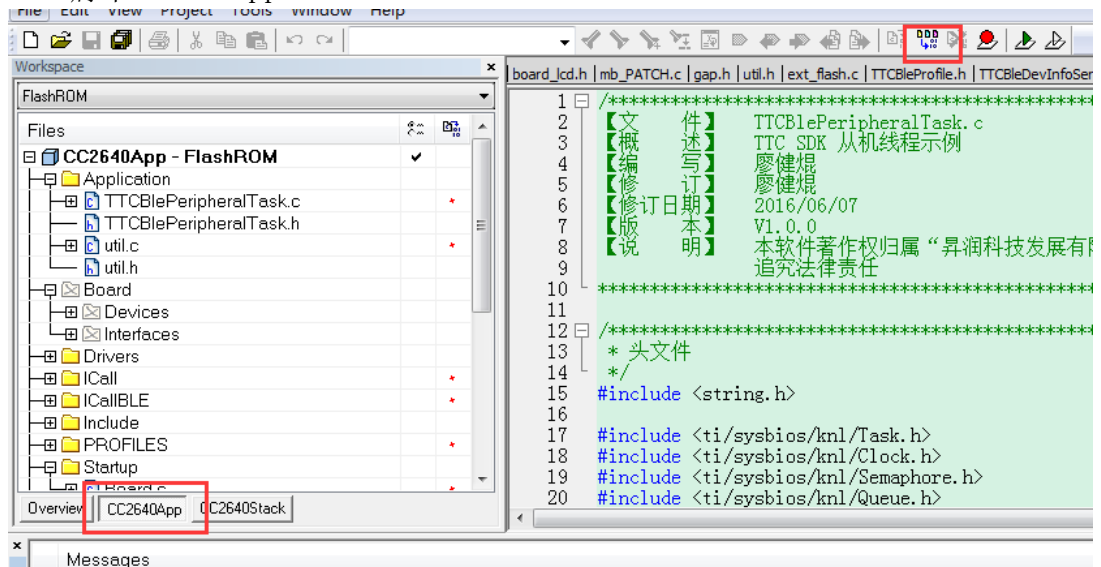 File Edit View Project Tools Window Help
Workspace
FlashROM
Files
CC2640App - FlashROM
Application
TTCBlePeripheralTask.c
TTCBlePeripheralTask.h
util.c
util.h
Board
Devices
Interfaces
Drivers
ICall
ICallBLE
Include
PROFILES
Startup
Board.c
Overview CC2640App CC2640Stack
board_lcd.h | mb_PATCH.c | gap.h | util.h | ext_flash.c | TTCBleProfile.h | TTCBleDevInfoSer
1 /******************************************************
2 【文 件】 TTCBlePeripheralTask.c
3 【概 述】 TTC SDK 从机线程示例
4 【编 写】 廖健焜
5 【修 订】 廖健焜
6 【修订日期】 2016/06/07
7 【版 本】 V1.0.0
8 【说 明】 本软件著作权归属“昇润科技发展有限
9 追究法律责任
10 ******************************************************
11
12 /******************************************************
13 * 头文件
14 */
15 #include <string.h>
16
17 #include <ti/sysbios/knl/Task.h>
18 #include <ti/sysbios/knl/Clock.h>
19 #include <ti/sysbios/knl/Semaphore.h>
20 #include <ti/sysbios/knl/Queue.h>
Messages